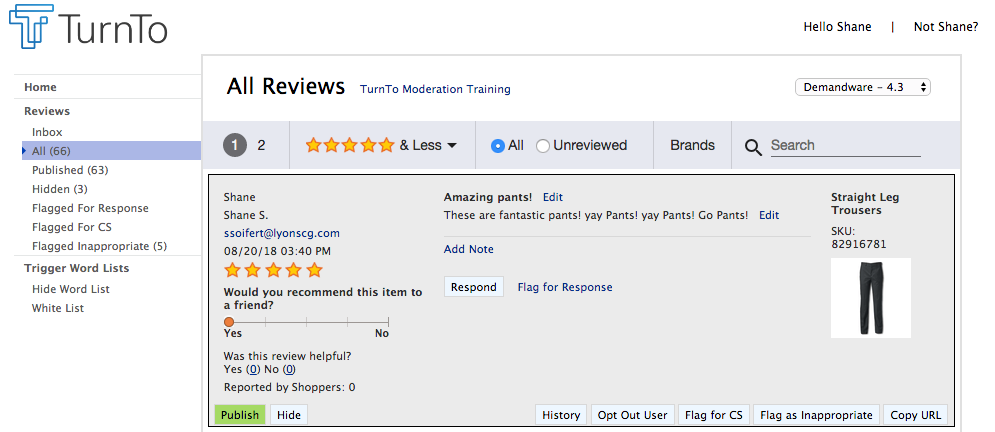 TurnTo
Hello Shane | Not Shane?
Home
Reviews
Inbox
All (66)
Published (63)
Hidden (3)
Flagged For Response
Flagged For CS
Flagged Inappropriate (5)
Trigger Word Lists
Hide Word List
White List
All Reviews TurnTo Moderation Training
Demandware - 4.3
1 2
& Less
All Unreviewed
Brands
Search
Shane
Shane S.
ssoifert@lyonscg.com
08/20/18 03:40 PM
Would you recommend this item to
a friend?
Yes No
Was this review helpful?
Yes (0) No (0)
Reported by Shoppers: 0
Amazing pants! Edit
These are fantastic pants! yay Pants! yay Pants! Go Pants! Edit
Add Note
Respond Flag for Response
Straight Leg
Trousers
SKU:
82916781
Publish Hide
History Opt Out User Flag for CS Flag as Inappropriate Copy URL